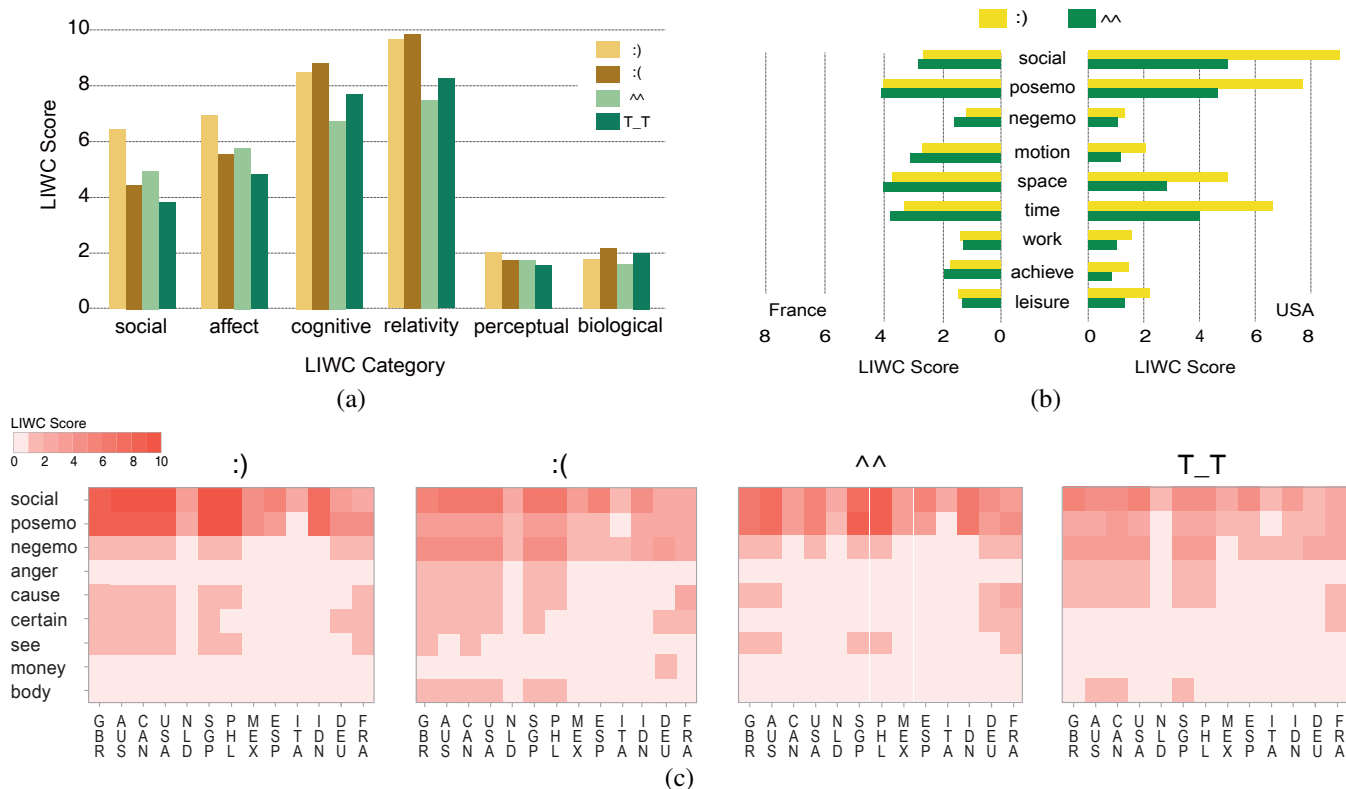 10
8
6
4
2
0
LIWC Score
:)
:(
^^
T_T
social affect cognitive relativity perceptual biological
LIWC Category
(a)
:) ^^
social
posemo
negemo
motion
space
time
work
achieve
leisure
France USA
8 6 4 2 0 0 2 4 6 8
LIWC Score LIWC Score
(b)
LIWC Score
0 2 4 6 8 10
:) :( ^^ T_T
social
posemo
negemo
anger
cause
certain
see
money
body
GBR AUS CAN USA NLD SGP PHL MEX ESP ITA IDN DEU FRA
GBR AUS CAN USA NLD SGP PHL MEX ESP ITA IDN DEU FRA
GBR AUS CAN USA NLD SGP PHL MEX ESP ITA IDN DEU FRA
GBR AUS CAN USA NLD SGP PHL MEX ESP ITA IDN DEU FRA
(c)